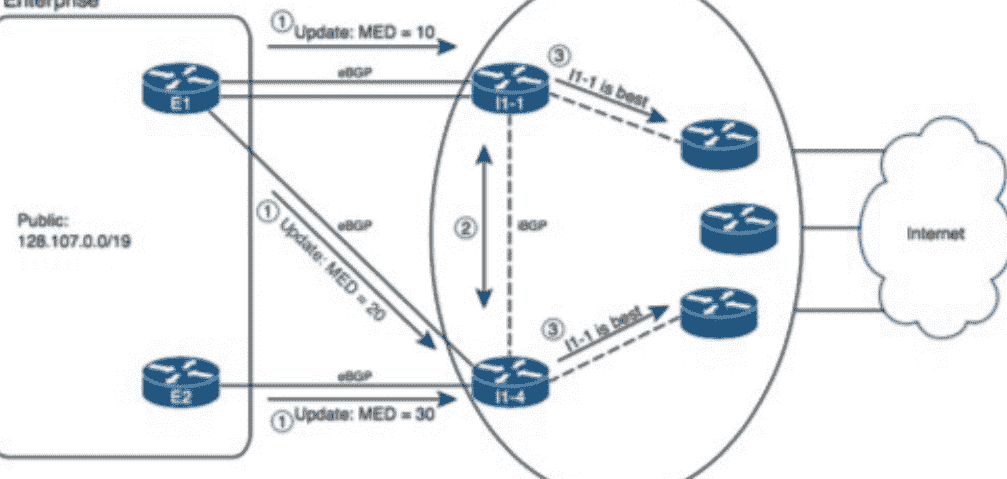 Enterprise
① Update: MED = 10
eBGP
E1
I1-1
③ I1-1 is best
① Update: MED = 20
eBGP
②
iBGP
Public:
128.107.0.0/19
Internet
③ I1-1 is best
eBGP
E2
I1-4
① Update: MED = 30